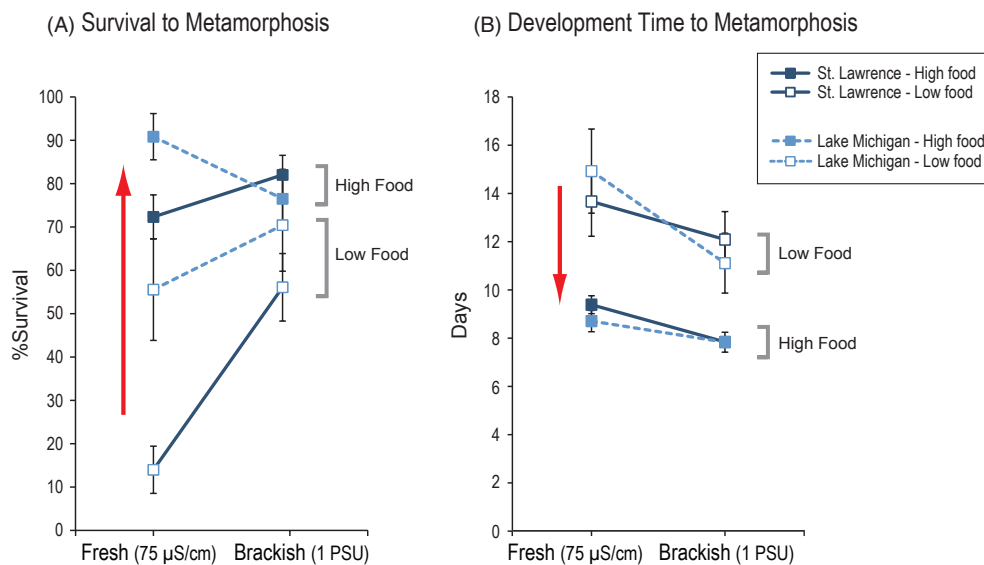 (A) Survival to Metamorphosis
(B) Development Time to Metamorphosis
St. Lawrence - High food
St. Lawrence - Low food
Lake Michigan - High food
Lake Michigan - Low food
%Survival
100
90
80
70
60
50
40
30
20
10
0
High Food
Low Food
Fresh (75 µS/cm)
Brackish (1 PSU)
Days
18
16
14
12
10
8
6
4
2
0
Low Food
High Food
Fresh (75 µS/cm)
Brackish (1 PSU)